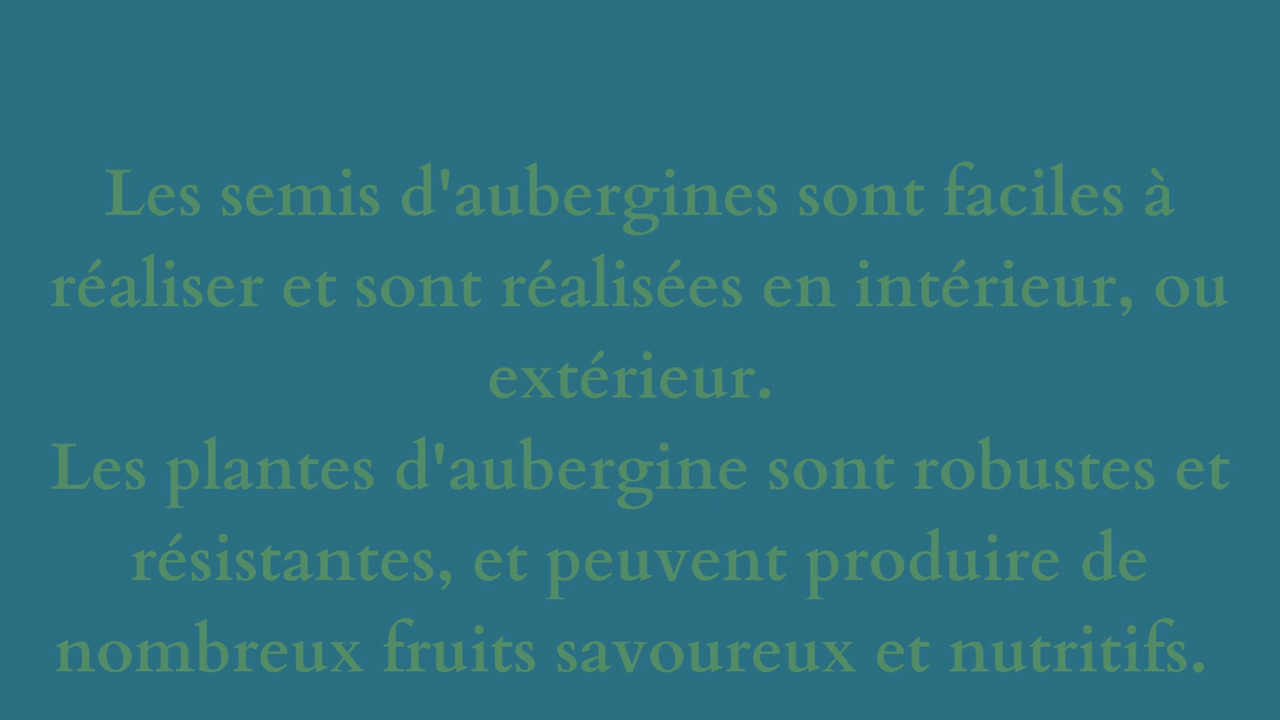 Les semis d'aubergines sont faciles à
réaliser et sont réalisées en intérieur, ou
extérieur.
Les plantes d'aubergine sont robustes et
résistantes, et peuvent produire de
nombreux fruits savoureux et nutritifs.